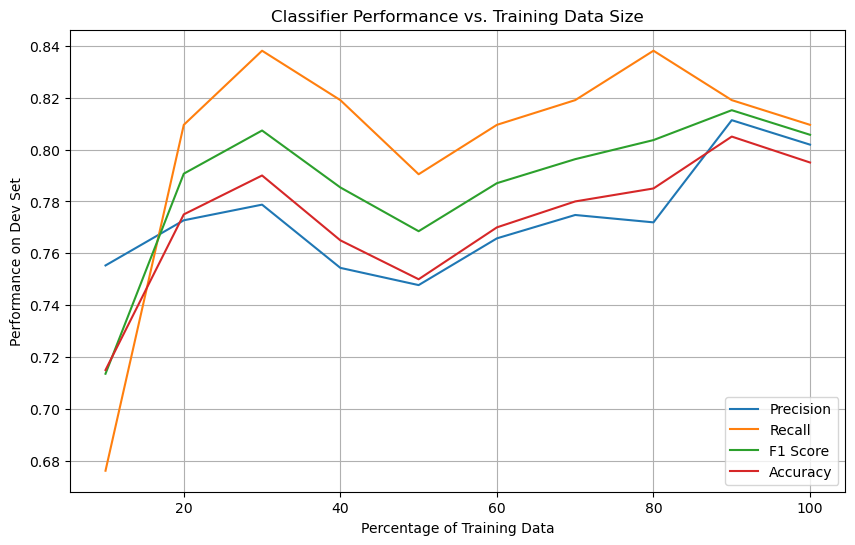 Classifier Performance vs. Training Data Size
Performance on Dev Set
0.84
0.82
0.80
0.78
0.76
0.74
0.72
0.70
0.68
20
40
60
80
100
Percentage of Training Data
Precision
Recall
F1 Score
Accuracy